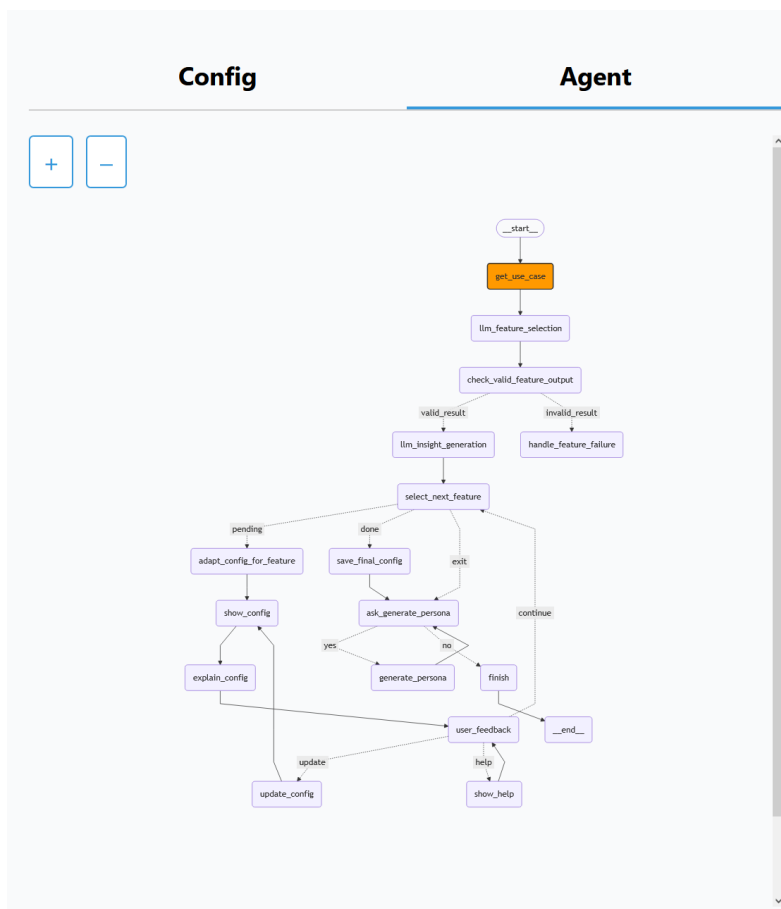 Config
Agent
+
–
__start__
get_use_case
llm_feature_selection
check_valid_feature_output
valid_result
invalid_result
llm_insight_generation
handle_feature_failure
select_next_feature
pending
done
adapt_config_for_feature
save_final_config
exit
show_config
ask_generate_persona
continue
yes
no
explain_config
generate_persona
finish
user_feedback
__end__
update
help
update_config
show_help